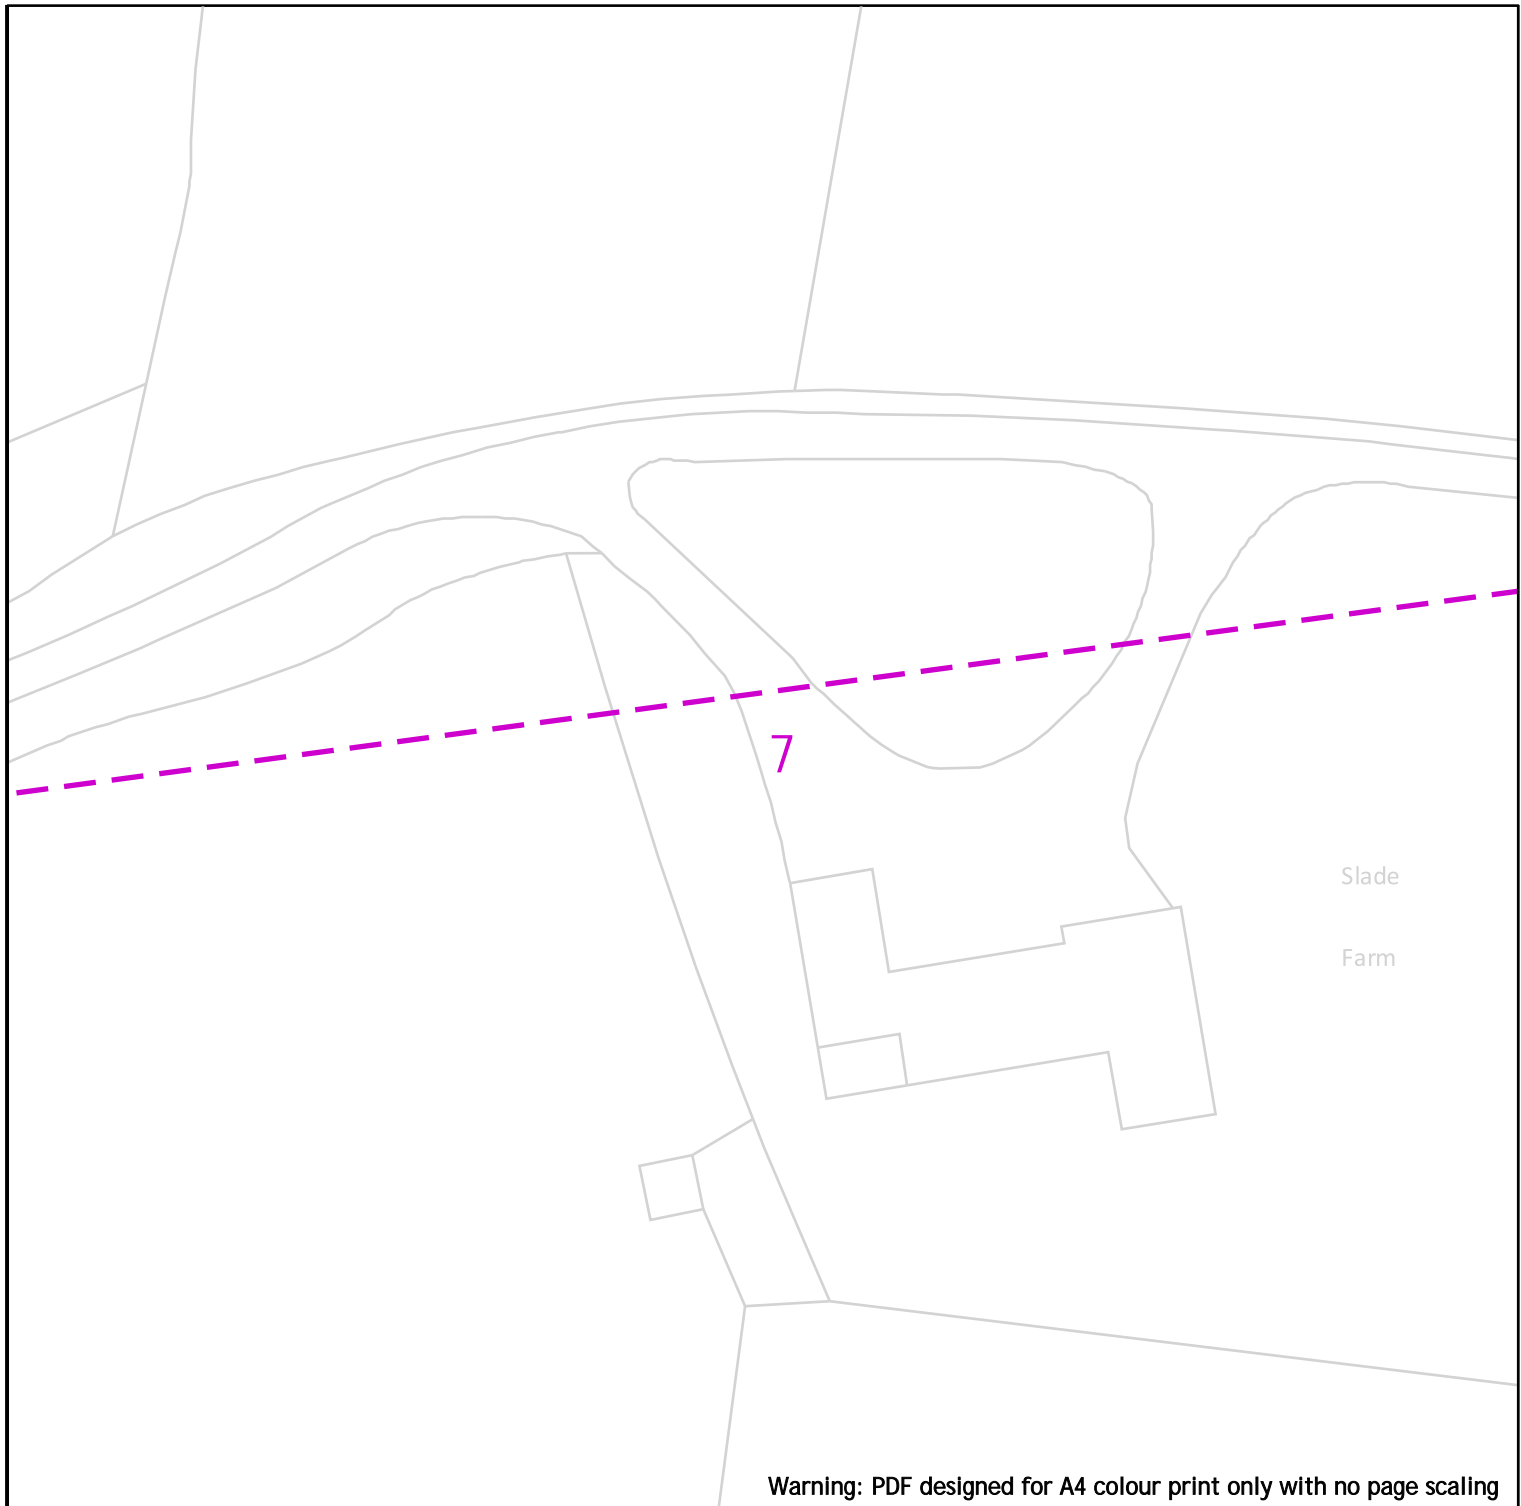 7
Slade
Farm
Warning: PDF designed for A4 colour print only with no page scaling